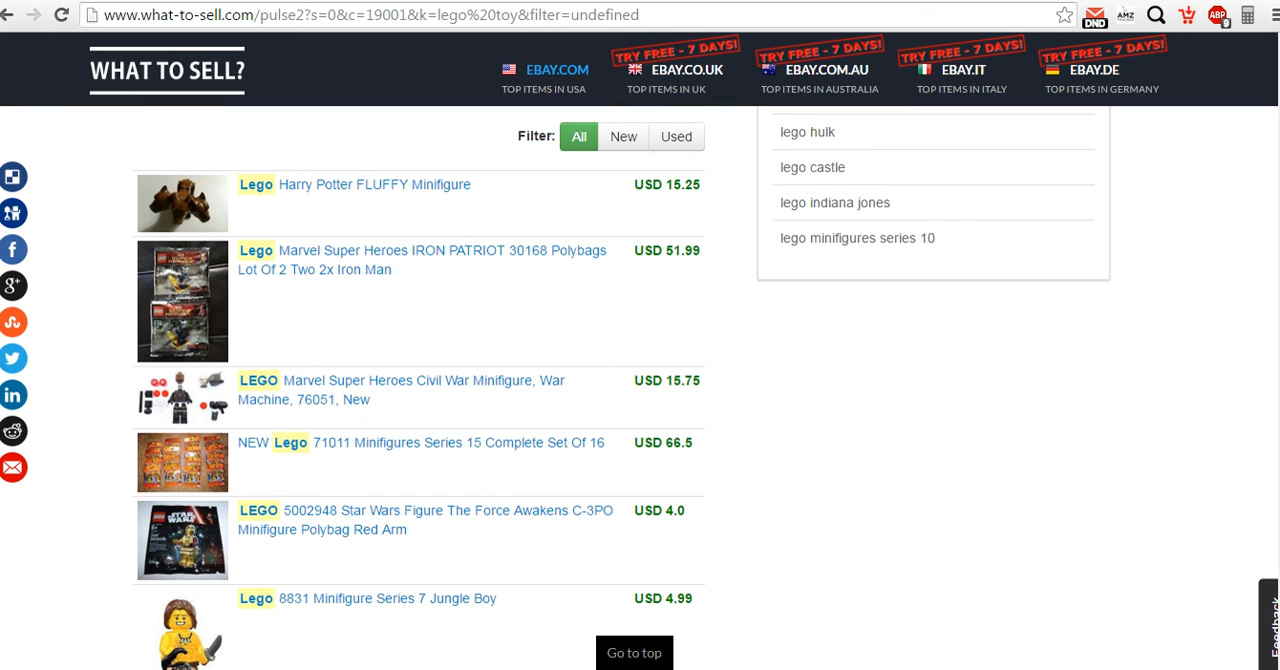 www.what-to-sell.com/pulse2?s=0&c=19001&k=lego%20toy&filter=undefined
DND
AMZ
ABP
9
WHAT TO SELL?
EBAY.COM
TOP ITEMS IN USA
TRY FREE - 7 DAYS!
EBAY.CO.UK
TOP ITEMS IN UK
TRY FREE - 7 DAYS!
EBAY.COM.AU
TOP ITEMS IN AUSTRALIA
TRY FREE - 7 DAYS!
EBAY.IT
TOP ITEMS IN ITALY
TRY FREE - 7 DAYS!
EBAY.DE
TOP ITEMS IN GERMANY
Filter: All New Used
Lego Harry Potter FLUFFY Minifigure USD 15.25
Lego Marvel Super Heroes IRON PATRIOT 30168 Polybags USD 51.99
Lot Of 2 Two 2x Iron Man
LEGO Marvel Super Heroes Civil War Minifigure, War USD 15.75
Machine, 76051, New
NEW Lego 71011 Minifigures Series 15 Complete Set Of 16 USD 66.5
STAR WARS
LEGO 5002948 Star Wars Figure The Force Awakens C-3PO USD 4.0
Minifigure Polybag Red Arm
Lego 8831 Minifigure Series 7 Jungle Boy USD 4.99
lego hulk
lego castle
lego indiana jones
lego minifigures series 10
Go to top
Feedback